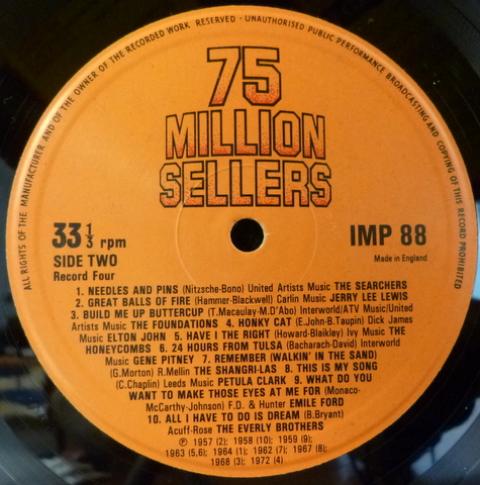 ALL RIGHTS OF THE MANUFACTURER AND OF THE OWNER OF THE RECORDED WORK RESERVED - UNAUTHORISED PUBLIC PERFORMANCE BROADCASTING AND COPYING OF THIS RECORD PROHIBITED
75
MILLION
SELLERS
33 1/3 rpm
IMP 88
SIDE TWO
Made in England
Record Four
1. NEEDLES AND PINS (Nitzsche-Bono) United Artists Music THE SEARCHERS
2. GREAT BALLS OF FIRE (Hammer-Blackwell) Carlin Music JERRY LEE LEWIS
3. BUILD ME UP BUTTERCUP (T.Macaulay-M.D'Abo) Interworld/ATV Music/United
Artists Music THE FOUNDATIONS 4. HONKY CAT (E.John-B.Taupin) Dick James
Music ELTON JOHN 5. HAVE I THE RIGHT (Howard-Blaikley) Ivy Music THE
HONEYCOMBS 6. 24 HOURS FROM TULSA (Bacharach-David) Interworld
Music GENE PITNEY 7. REMEMBER (WALKIN' IN THE SAND)
(G.Morton) R.Mellin THE SHANGRI-LAS 8. THIS IS MY SONG
(C.Chaplin) Leeds Music PETULA CLARK 9. WHAT DO YOU
WANT TO MAKE THOSE EYES AT ME FOR (Monaco-
McCarthy-Johnson) F.D. & Hunter EMILE FORD
10. ALL I HAVE TO DO IS DREAM (B.Bryant)
Acuff-Rose THE EVERLY BROTHERS
℗ 1957 (2); 1958 (10); 1959 (9);
1963 (5,6); 1964 (1); 1962 (7); 1967 (8);
1968 (3); 1972 (4)